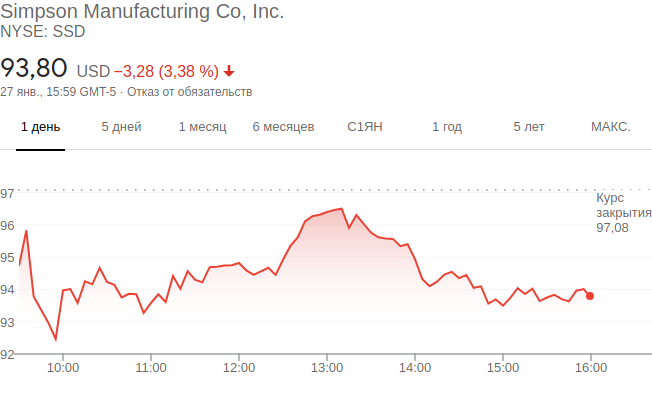 Simpson Manufacturing Co, Inc.
NYSE: SSD
93,80 USD −3,28 (3,38 %)
27 янв., 15:59 GMT-5 · Отказ от обязательств
1 день 5 дней 1 месяц 6 месяцев С1ЯН 1 год 5 лет МАКС.
97
Курс
закрытия
97,08
96
95
94
93
92
10:00 11:00 12:00 13:00 14:00 15:00 16:00